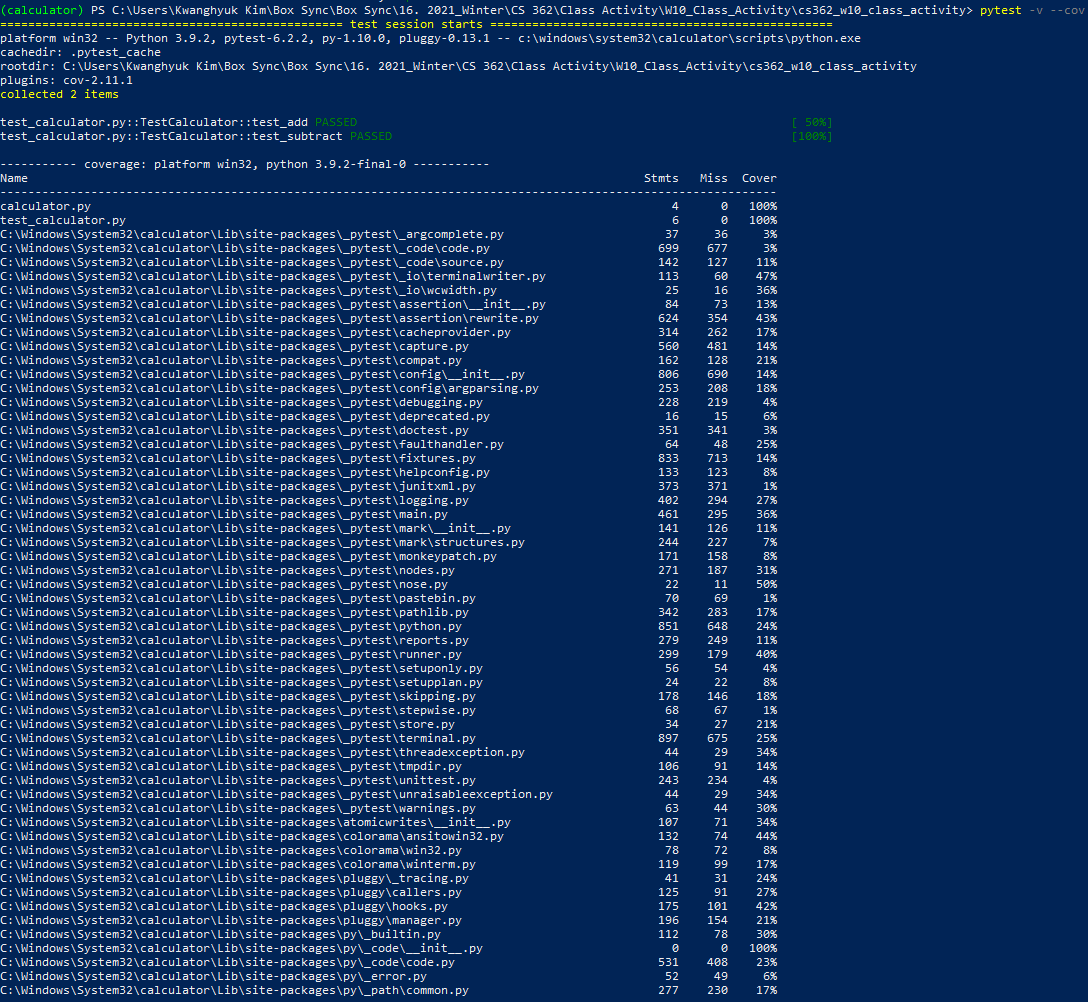 (calculator) PS C:\Users\Kwanghyuk Kim\Box Sync\Box Sync\16. 2021_Winter\CS 362\Class Activity\W10_Class_Activity\cs362_w10_class_activity> pytest -v --cov
================================================= test session starts =================================================
platform win32 -- Python 3.9.2, pytest-6.2.2, py-1.10.0, pluggy-0.13.1 -- c:\windows\system32\calculator\scripts\python.exe
cachedir: .pytest_cache
rootdir: C:\Users\Kwanghyuk Kim\Box Sync\Box Sync\16. 2021_Winter\CS 362\Class Activity\W10_Class_Activity\cs362_w10_class_activity
plugins: cov-2.11.1
collected 2 items
test_calculator.py::TestCalculator::test_add PASSED [ 50%]
test_calculator.py::TestCalculator::test_subtract PASSED [100%]
----------- coverage: platform win32, python 3.9.2-final-0 -----------
Name Stmts Miss Cover
---------------------------------------------------------------------------------------------------------------
calculator.py 4 0 100%
test_calculator.py 6 0 100%
C:\Windows\System32\calculator\Lib\site-packages\_pytest\_argcomplete.py 37 36 3%
C:\Windows\System32\calculator\Lib\site-packages\_pytest\_code\code.py 699 677 3%
C:\Windows\System32\calculator\Lib\site-packages\_pytest\_code\source.py 142 127 11%
C:\Windows\System32\calculator\Lib\site-packages\_pytest\_io\terminalwriter.py 113 60 47%
C:\Windows\System32\calculator\Lib\site-packages\_pytest\_io\wcwidth.py 25 16 36%
C:\Windows\System32\calculator\Lib\site-packages\_pytest\assertion\__init__.py 84 73 13%
C:\Windows\System32\calculator\Lib\site-packages\_pytest\assertion\rewrite.py 624 354 43%
C:\Windows\System32\calculator\Lib\site-packages\_pytest\cacheprovider.py 314 262 17%
C:\Windows\System32\calculator\Lib\site-packages\_pytest\capture.py 560 481 14%
C:\Windows\System32\calculator\Lib\site-packages\_pytest\compat.py 162 128 21%
C:\Windows\System32\calculator\Lib\site-packages\_pytest\config\__init__.py 806 690 14%
C:\Windows\System32\calculator\Lib\site-packages\_pytest\config\argparsing.py 253 208 18%
C:\Windows\System32\calculator\Lib\site-packages\_pytest\debugging.py 228 219 4%
C:\Windows\System32\calculator\Lib\site-packages\_pytest\deprecated.py 16 15 6%
C:\Windows\System32\calculator\Lib\site-packages\_pytest\doctest.py 351 341 3%
C:\Windows\System32\calculator\Lib\site-packages\_pytest\faulthandler.py 64 48 25%
C:\Windows\System32\calculator\Lib\site-packages\_pytest\fixtures.py 833 713 14%
C:\Windows\System32\calculator\Lib\site-packages\_pytest\helpconfig.py 133 123 8%
C:\Windows\System32\calculator\Lib\site-packages\_pytest\junitxml.py 373 371 1%
C:\Windows\System32\calculator\Lib\site-packages\_pytest\logging.py 402 294 27%
C:\Windows\System32\calculator\Lib\site-packages\_pytest\main.py 461 295 36%
C:\Windows\System32\calculator\Lib\site-packages\_pytest\mark\__init__.py 141 126 11%
C:\Windows\System32\calculator\Lib\site-packages\_pytest\mark\structures.py 244 227 7%
C:\Windows\System32\calculator\Lib\site-packages\_pytest\monkeypatch.py 171 158 8%
C:\Windows\System32\calculator\Lib\site-packages\_pytest\nodes.py 271 187 31%
C:\Windows\System32\calculator\Lib\site-packages\_pytest\nose.py 22 11 50%
C:\Windows\System32\calculator\Lib\site-packages\_pytest\pastebin.py 70 69 1%
C:\Windows\System32\calculator\Lib\site-packages\_pytest\pathlib.py 342 283 17%
C:\Windows\System32\calculator\Lib\site-packages\_pytest\python.py 851 648 24%
C:\Windows\System32\calculator\Lib\site-packages\_pytest\reports.py 279 249 11%
C:\Windows\System32\calculator\Lib\site-packages\_pytest\runner.py 299 179 40%
C:\Windows\System32\calculator\Lib\site-packages\_pytest\setuponly.py 56 54 4%
C:\Windows\System32\calculator\Lib\site-packages\_pytest\setupplan.py 24 22 8%
C:\Windows\System32\calculator\Lib\site-packages\_pytest\skipping.py 178 146 18%
C:\Windows\System32\calculator\Lib\site-packages\_pytest\stepwise.py 68 67 1%
C:\Windows\System32\calculator\Lib\site-packages\_pytest\store.py 34 27 21%
C:\Windows\System32\calculator\Lib\site-packages\_pytest\terminal.py 897 675 25%
C:\Windows\System32\calculator\Lib\site-packages\_pytest\threadexception.py 44 29 34%
C:\Windows\System32\calculator\Lib\site-packages\_pytest\tmpdir.py 106 91 14%
C:\Windows\System32\calculator\Lib\site-packages\_pytest\unittest.py 243 234 4%
C:\Windows\System32\calculator\Lib\site-packages\_pytest\unraisableexception.py 44 29 34%
C:\Windows\System32\calculator\Lib\site-packages\_pytest\warnings.py 63 44 30%
C:\Windows\System32\calculator\Lib\site-packages\atomicwrites\__init__.py 107 71 34%
C:\Windows\System32\calculator\Lib\site-packages\colorama\ansitowin32.py 132 74 44%
C:\Windows\System32\calculator\Lib\site-packages\colorama\win32.py 78 72 8%
C:\Windows\System32\calculator\Lib\site-packages\colorama\winterm.py 119 99 17%
C:\Windows\System32\calculator\Lib\site-packages\pluggy\_tracing.py 41 31 24%
C:\Windows\System32\calculator\Lib\site-packages\pluggy\callers.py 125 91 27%
C:\Windows\System32\calculator\Lib\site-packages\pluggy\hooks.py 175 101 42%
C:\Windows\System32\calculator\Lib\site-packages\pluggy\manager.py 196 154 21%
C:\Windows\System32\calculator\Lib\site-packages\py\_builtin.py 112 78 30%
C:\Windows\System32\calculator\Lib\site-packages\py\_code\__init__.py 0 0 100%
C:\Windows\System32\calculator\Lib\site-packages\py\_code\code.py 531 408 23%
C:\Windows\System32\calculator\Lib\site-packages\py\_error.py 52 49 6%
C:\Windows\System32\calculator\Lib\site-packages\py\_path\common.py 277 230 17%